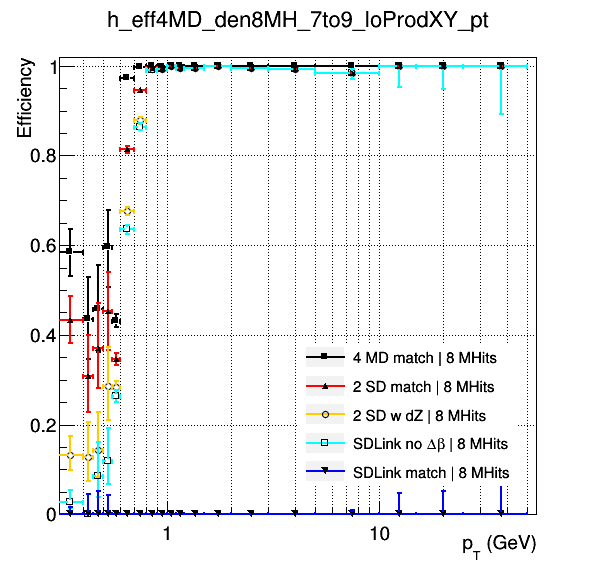 h_eff4MD_den8MH_7to9_loProdXY_pt
Efficiency
1
0.8
0.6
0.4
0.2
0
4 MD match | 8 MHits
2 SD match | 8 MHits
2 SD w dZ | 8 MHits
SDLink no Δβ | 8 MHits
SDLink match | 8 MHits
1
10
p_T (GeV)